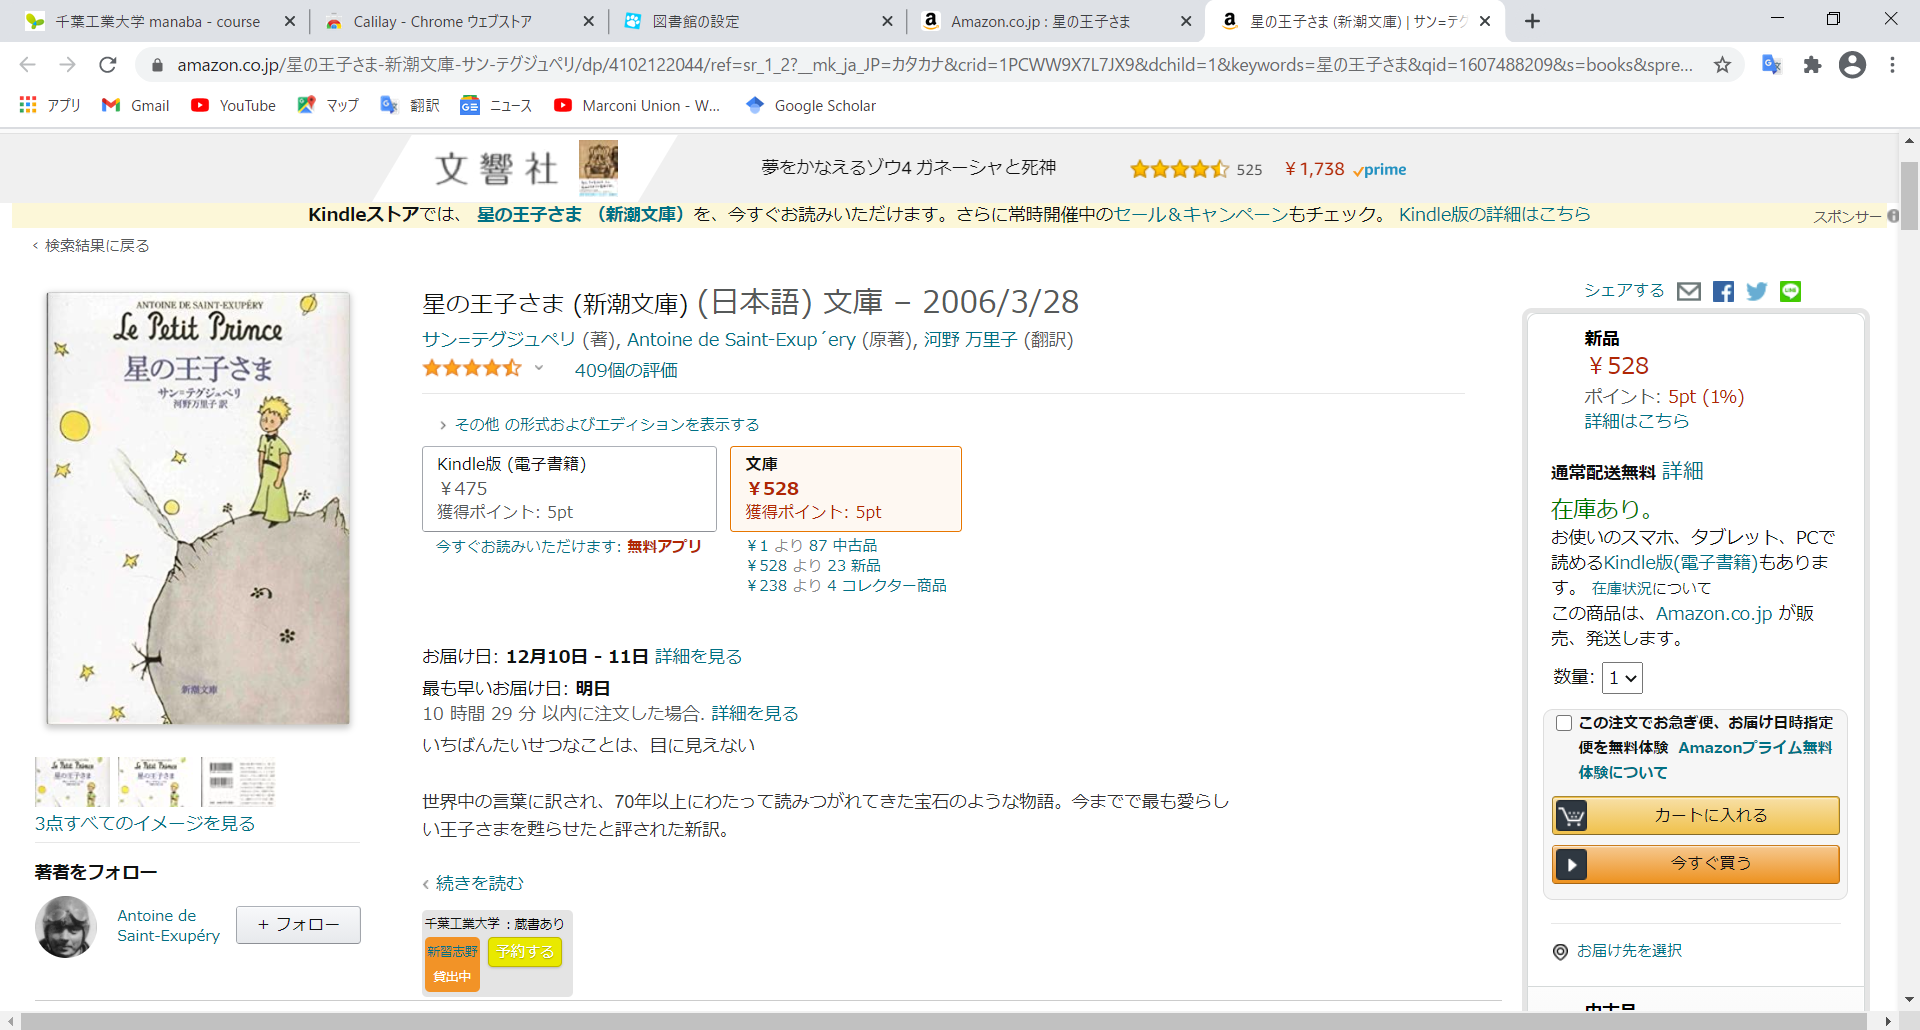 千葉工業大学 manaba - course
Calilay - Chrome ウェブストア
図書館の設定
Amazon.co.jp : 星の王子さま
星の王子さま (新潮文庫) | サン=テグ
amazon.co.jp/星の王子さま-新潮文庫-サン-テグジュペリ/dp/4102122044/ref=sr_1_2?__mk_ja_JP=カタカナ&crid=1PCWW9X7L7JX9&dchild=1&keywords=星の王子さま&qid=1607488209&s=books&spre...
アプリ
Gmail
YouTube
マップ
翻訳
ニュース
Marconi Union - W...
Google Scholar
文響社
夢をかなえるゾウ4 ガネーシャと死神
525
￥1,738 prime
Kindleストアでは、 星の王子さま （新潮文庫）を、今すぐお読みいただけます。さらに常時開催中のセール＆キャンペーンもチェック。 Kindle版の詳細はこちら
スポンサー
‹ 検索結果に戻る
ANTOINE DE SAINT-EXUPÉRY
Le Petit Prince
星の王子さま
サン=テグジュペリ
河野万里子 訳
新潮文庫
3点すべてのイメージを見る
著者をフォロー
Antoine de
Saint-Exupéry
+ フォロー
星の王子さま (新潮文庫) (日本語) 文庫 – 2006/3/28
サン=テグジュペリ (著), Antoine de Saint‐Exup´ery (原著), 河野 万里子 (翻訳)
409個の評価
› その他 の形式およびエディションを表示する
Kindle版 (電子書籍)
￥475
獲得ポイント: 5pt
今すぐお読みいただけます: 無料アプリ
文庫
￥528
獲得ポイント: 5pt
￥1 より 87 中古品
￥528 より 23 新品
￥238 より 4 コレクター商品
お届け日: 12月10日 - 11日 詳細を見る
最も早いお届け日: 明日
10 時間 29 分 以内に注文した場合. 詳細を見る
いちばんたいせつなことは、目に見えない
世界中の言葉に訳され、70年以上にわたって読みつがれてきた宝石のような物語。今までで最も愛らし
い王子さまを甦らせたと評された新訳。
‹ 続きを読む
千葉工業大学 : 蔵書あり
新習志野
貸出中
予約する
シェアする
新品
￥528
ポイント: 5pt (1%)
詳細はこちら
通常配送無料 詳細
在庫あり。
お使いのスマホ、タブレット、PCで
読めるKindle版(電子書籍)もありま
す。 在庫状況について
この商品は、Amazon.co.jp が販
売、発送します。
数量: 1
この注文でお急ぎ便、お届け日時指定
便を無料体験 Amazonプライム無料
体験について
カートに入れる
今すぐ買う
お届け先を選択